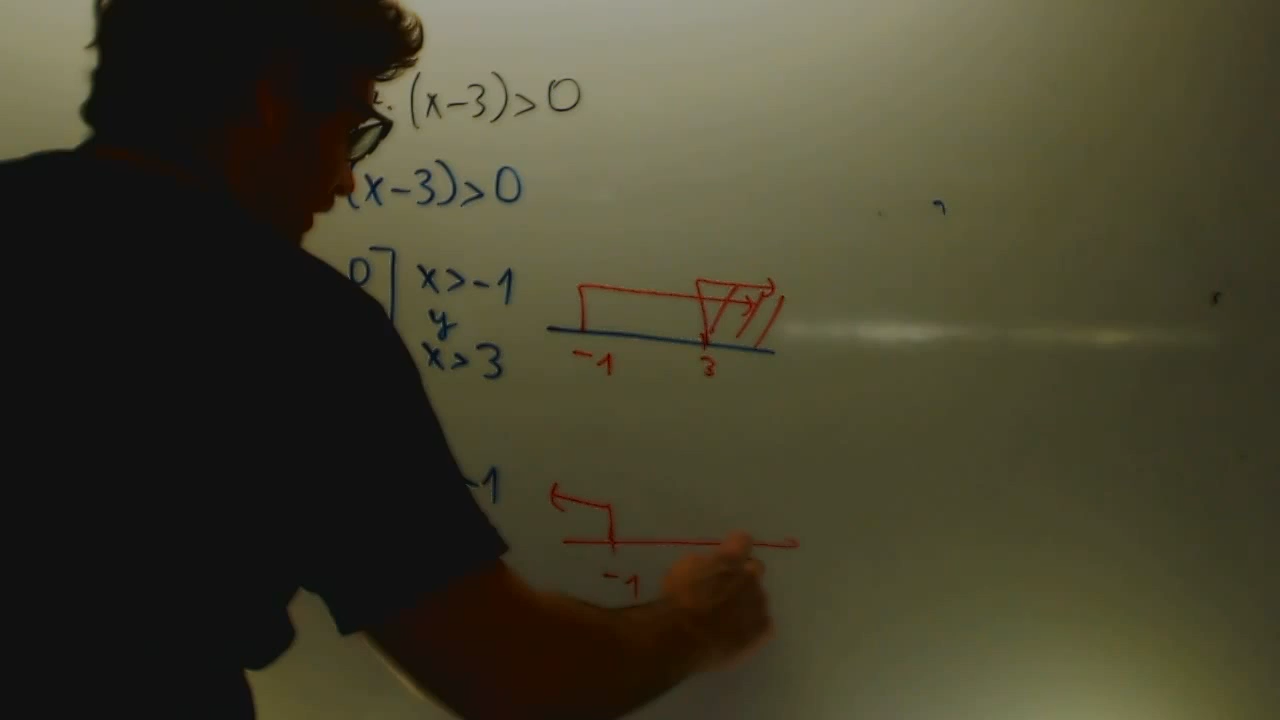 . (x-3)>0
(x-3)>0
0] x>-1
y
x>3
-1 3
-1
-1